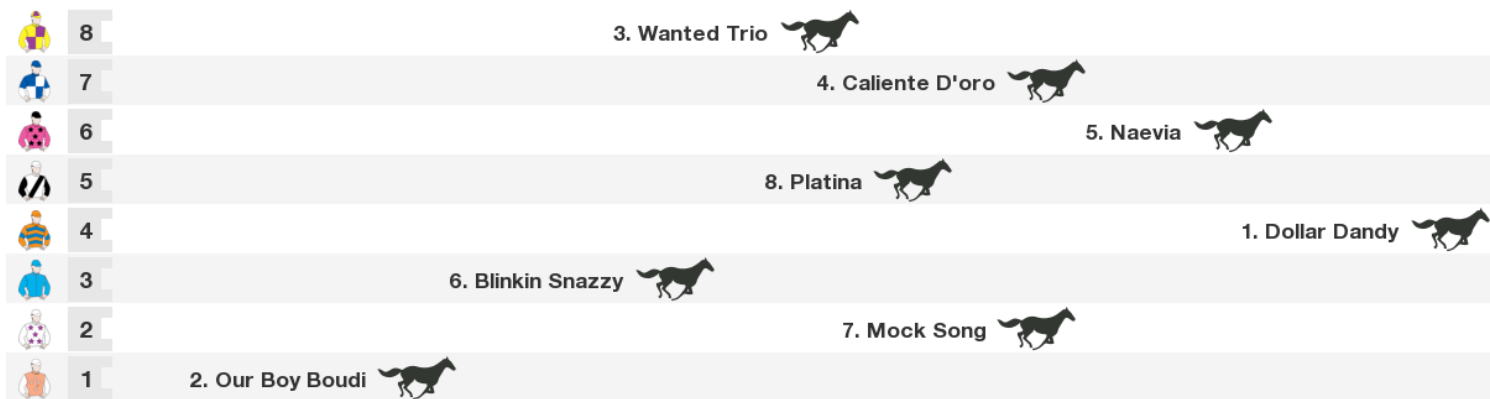 8 3. Wanted Trio
7 4. Caliente D'oro
6 5. Naevia
5 8. Platina
4 1. Dollar Dandy
3 6. Blinkin Snazzy
2 7. Mock Song
1 2. Our Boy Boudi